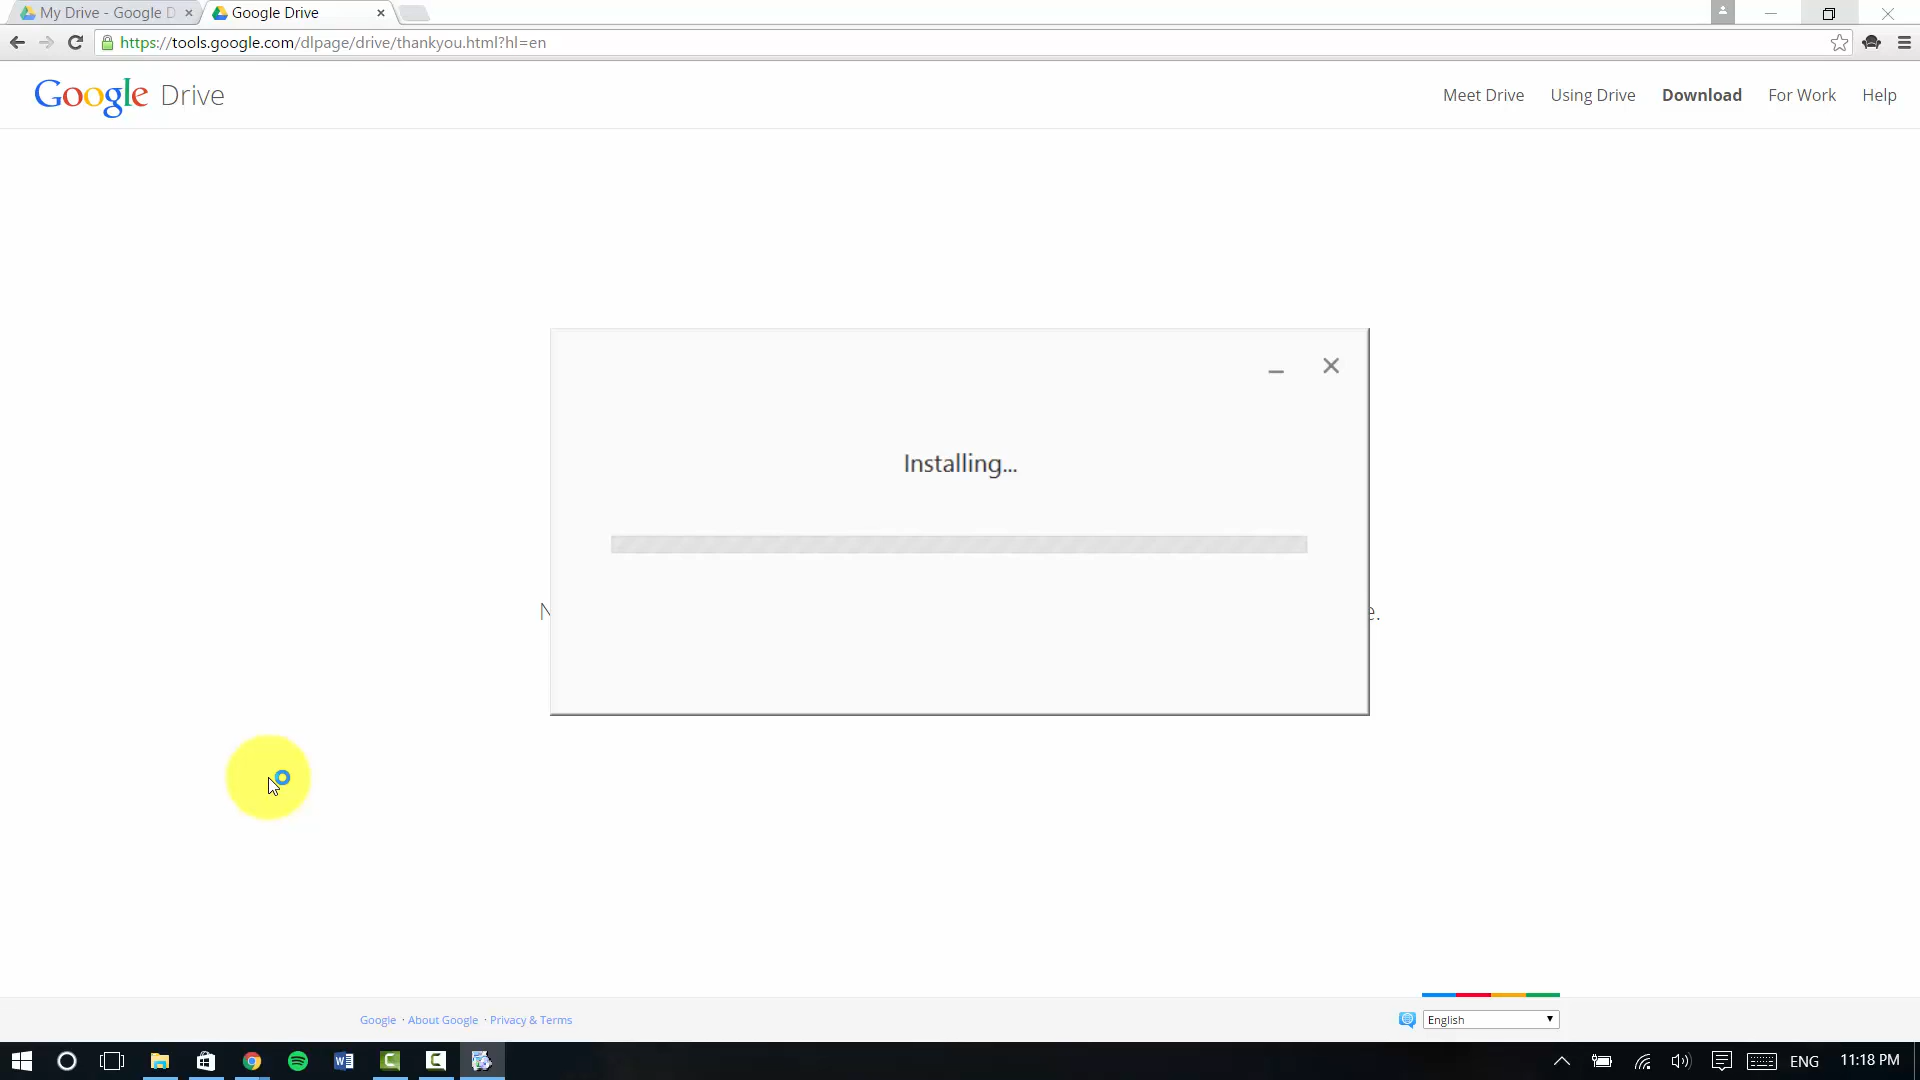 My Drive - Google D
Google Drive
https://tools.google.com/dlpage/drive/thankyou.html?hl=en
Google Drive
Meet Drive
Using Drive
Download
For Work
Help
Installing...
N
e.
Google · About Google · Privacy & Terms
English
ENG
11:18 PM